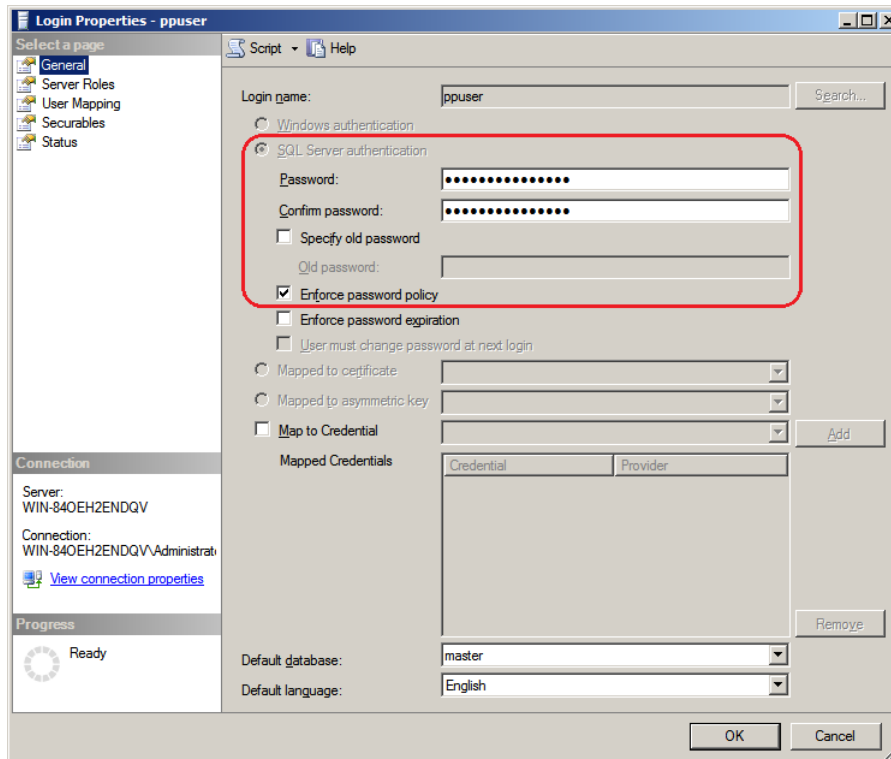 Login Properties - ppuser
Select a page
General
Server Roles
User Mapping
Securables
Status
Script
Help
Login name:
ppuser
Search...
Windows authentication
SQL Server authentication
Password:
●●●●●●●●●●●●●●●
Confirm password:
●●●●●●●●●●●●●●●
Specify old password
Old password:
Enforce password policy
Enforce password expiration
User must change password at next login
Mapped to certificate
Mapped to asymmetric key
Map to Credential
Add
Mapped Credentials
Credential
Provider
Remove
Default database:
master
Default language:
English
Connection
Server:
WIN-84OEH2ENDQV
Connection:
WIN-84OEH2ENDQV\Administrat
View connection properties
Progress
Ready
OK
Cancel